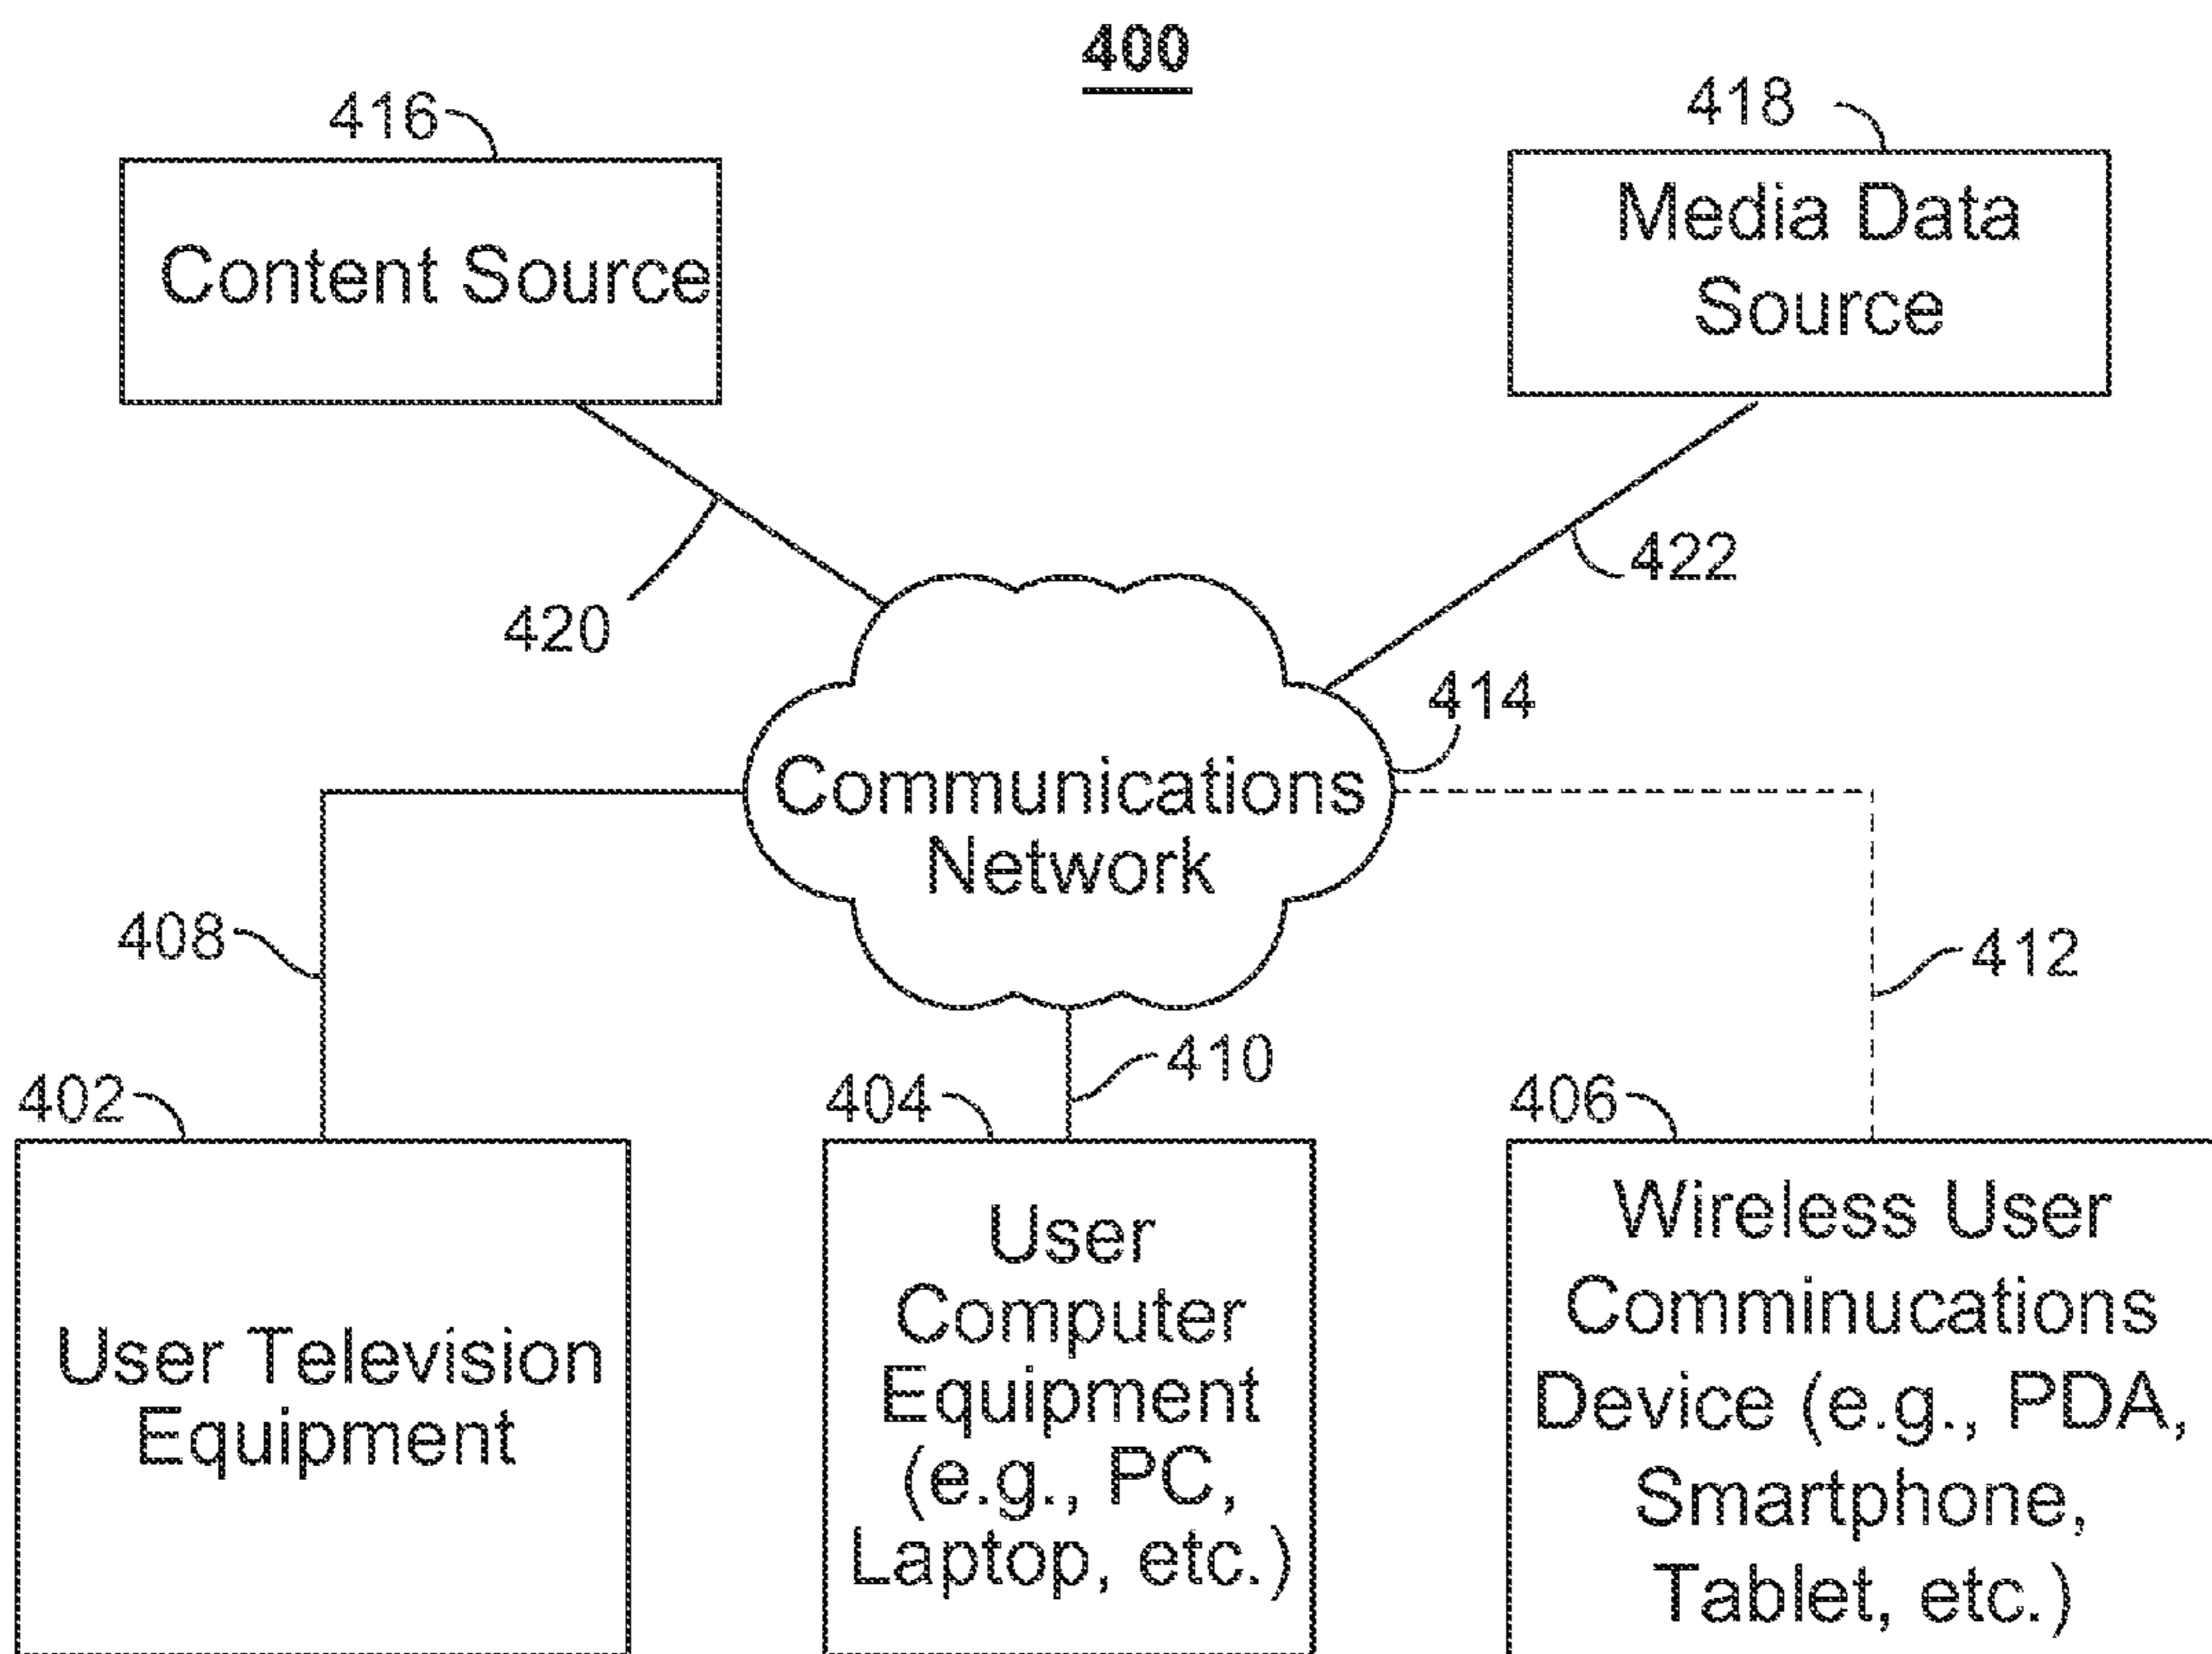 400
416
418
Content Source
Media Data
Source
420
422
414
Communications
Network
408
412
410
402
404
406
User Television
Equipment
User
Computer
Equipment
(e.g., PC,
Laptop, etc.)
Wireless User
Comminucations
Device (e.g., PDA,
Smartphone,
Tablet, etc.)